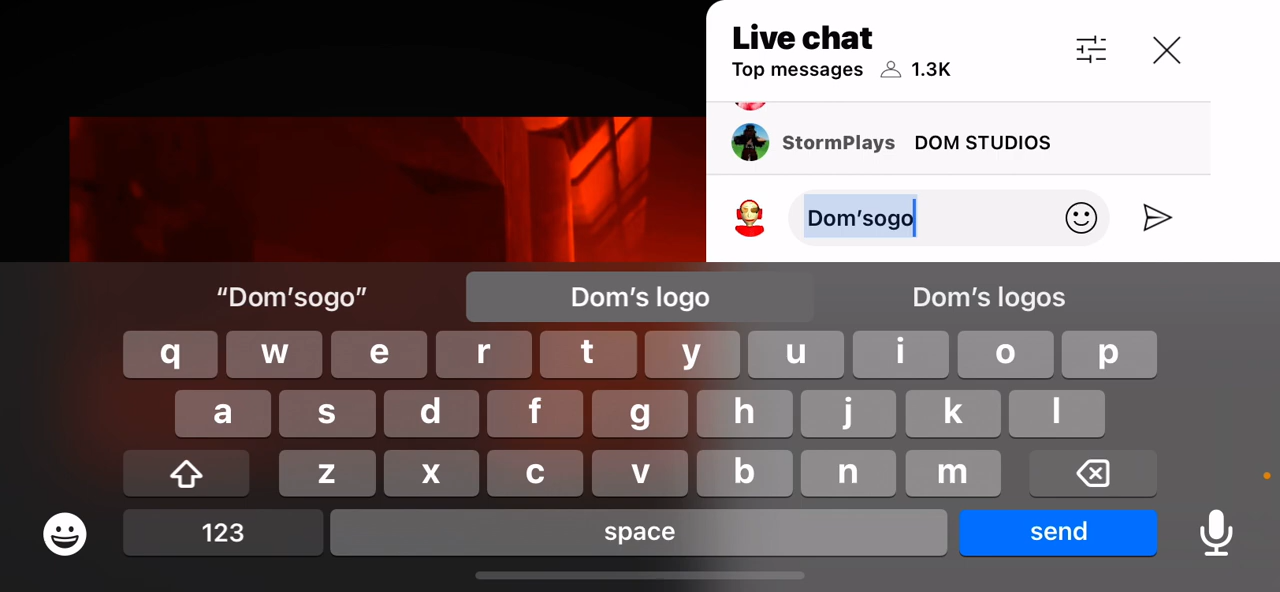 Live chat
Top messages 1.3K
StormPlays DOM STUDIOS
Dom’sogo
“Dom’sogo” Dom’s logo Dom’s logos
q w e r t y u i o p
a s d f g h j k l
z x c v b n m
123 space send